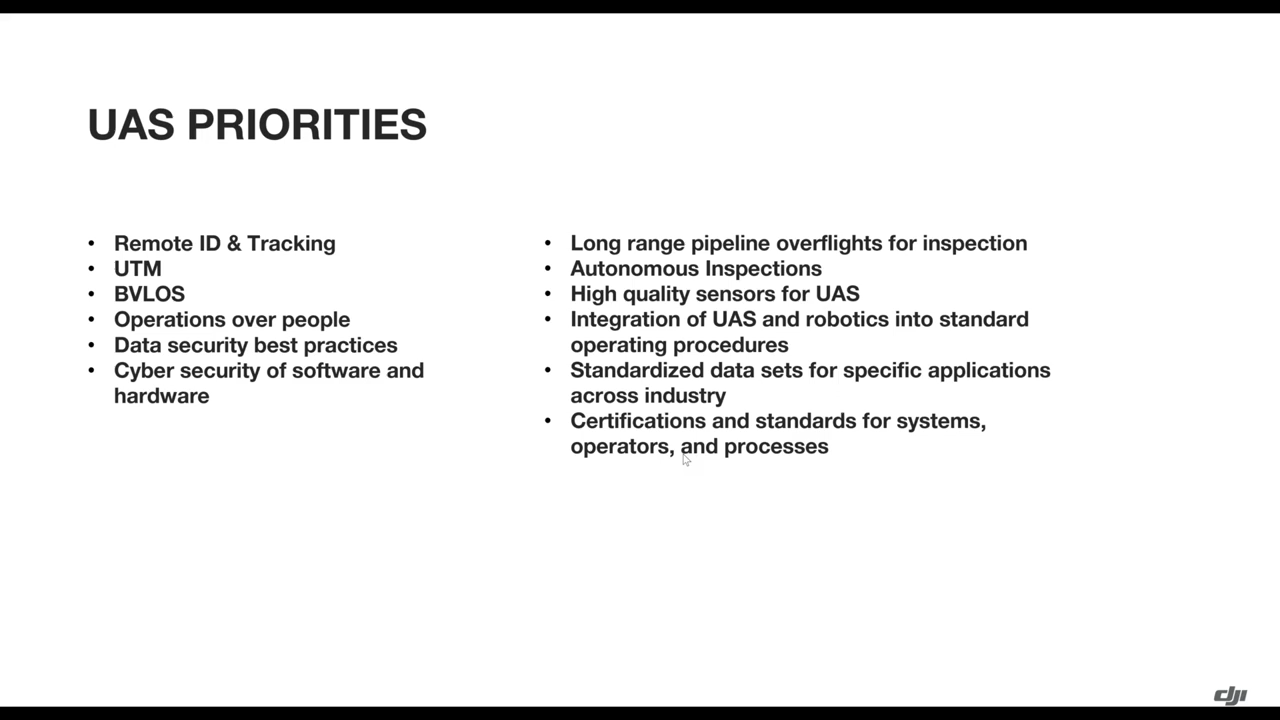 UAS PRIORITIES
• Remote ID & Tracking
• UTM
• BVLOS
• Operations over people
• Data security best practices
• Cyber security of software and
hardware
• Long range pipeline overflights for inspection
• Autonomous Inspections
• High quality sensors for UAS
• Integration of UAS and robotics into standard
operating procedures
• Standardized data sets for specific applications
across industry
• Certifications and standards for systems,
operators, and processes
dji